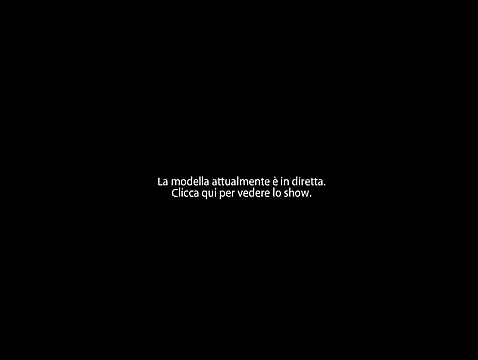 La modella attualmente è in diretta.
Clicca qui per vedere lo show.